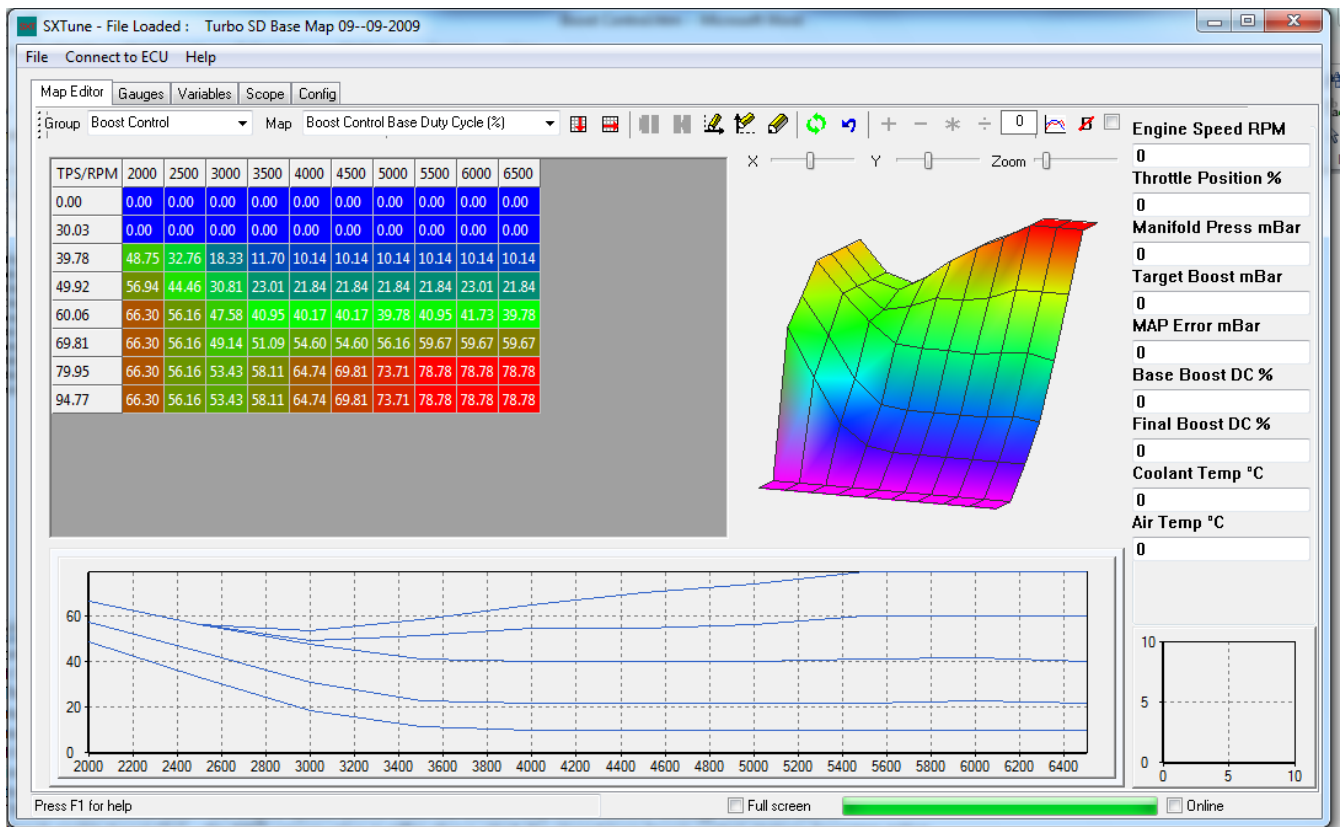 SXTune - File Loaded : Turbo SD Base Map 09--09-2009
File Connect to ECU Help
Map Editor Gauges Variables Scope Config
Group Boost Control Map Boost Control Base Duty Cycle (%) + - * ÷ 0
X Y Zoom
TPS/RPM 2000 2500 3000 3500 4000 4500 5000 5500 6000 6500
0.00 0.00 0.00 0.00 0.00 0.00 0.00 0.00 0.00 0.00 0.00
30.03 0.00 0.00 0.00 0.00 0.00 0.00 0.00 0.00 0.00 0.00
39.78 48.75 32.76 18.33 11.70 10.14 10.14 10.14 10.14 10.14 10.14
49.92 56.94 44.46 30.81 23.01 21.84 21.84 21.84 21.84 23.01 21.84
60.06 66.30 56.16 47.58 40.95 40.17 40.17 39.78 40.95 41.73 39.78
69.81 66.30 56.16 49.14 51.09 54.60 54.60 56.16 59.67 59.67 59.67
79.95 66.30 56.16 53.43 58.11 64.74 69.81 73.71 78.78 78.78 78.78
94.77 66.30 56.16 53.43 58.11 64.74 69.81 73.71 78.78 78.78 78.78
Engine Speed RPM
0
Throttle Position %
0
Manifold Press mBar
0
Target Boost mBar
0
MAP Error mBar
0
Base Boost DC %
0
Final Boost DC %
0
Coolant Temp °C
0
Air Temp °C
0
60
40
20
0
2000 2200 2400 2600 2800 3000 3200 3400 3600 3800 4000 4200 4400 4600 4800 5000 5200 5400 5600 5800 6000 6200 6400
10
5
0
0 5 10
Press F1 for help Full screen Online